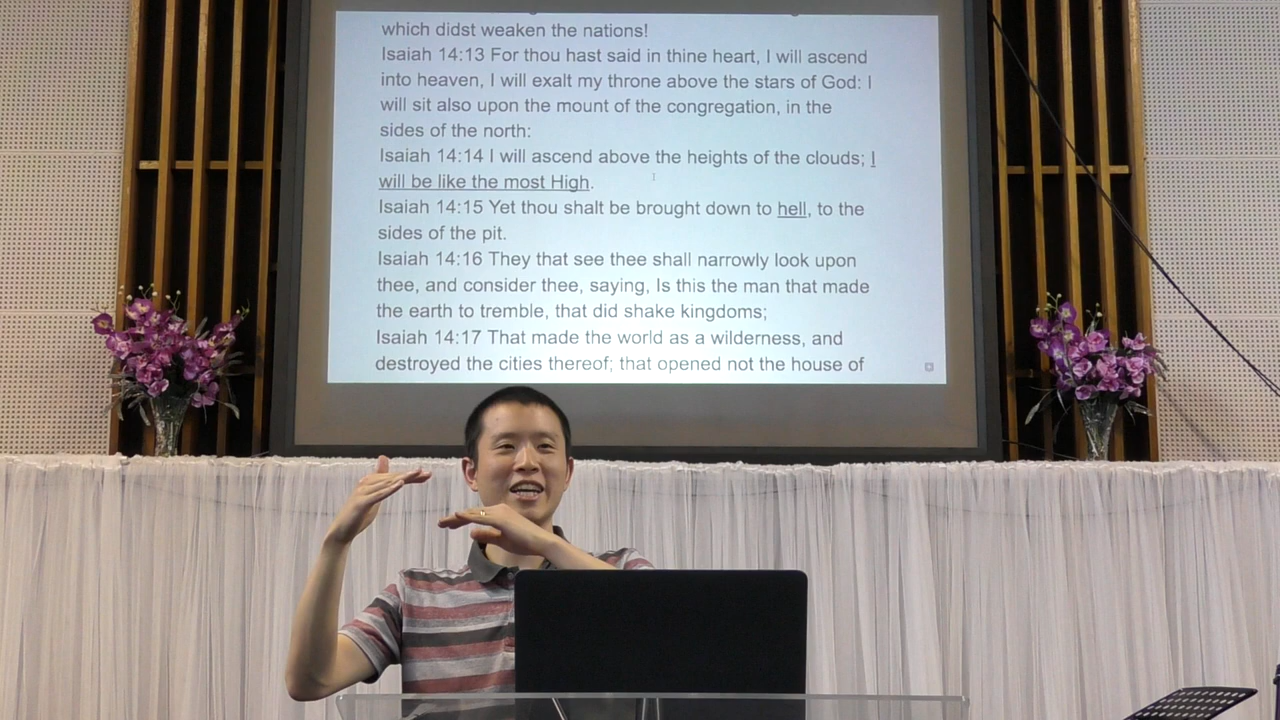 which didst weaken the nations!
Isaiah 14:13 For thou hast said in thine heart, I will ascend
into heaven, I will exalt my throne above the stars of God: I
will sit also upon the mount of the congregation, in the
sides of the north:
Isaiah 14:14 I will ascend above the heights of the clouds; I
will be like the most High.
Isaiah 14:15 Yet thou shalt be brought down to hell, to the
sides of the pit.
Isaiah 14:16 They that see thee shall narrowly look upon
thee, and consider thee, saying, Is this the man that made
the earth to tremble, that did shake kingdoms;
Isaiah 14:17 That made the world as a wilderness, and
destroyed the cities thereof; that opened not the house of